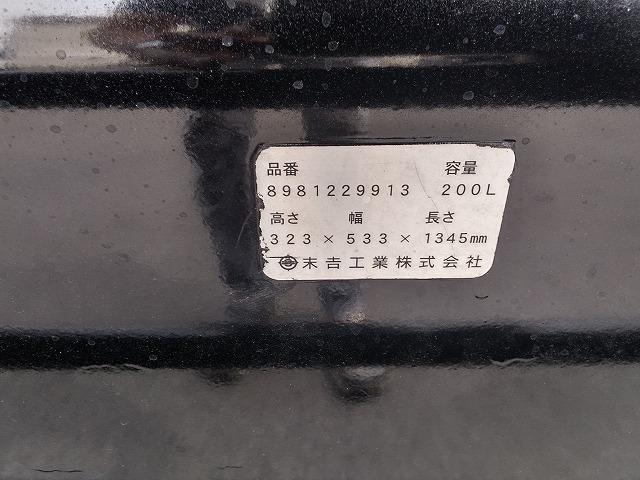 品番 容量
8981229913 200L
高さ 幅 長さ
323 × 533 × 1345mm
末吉工業株式会社